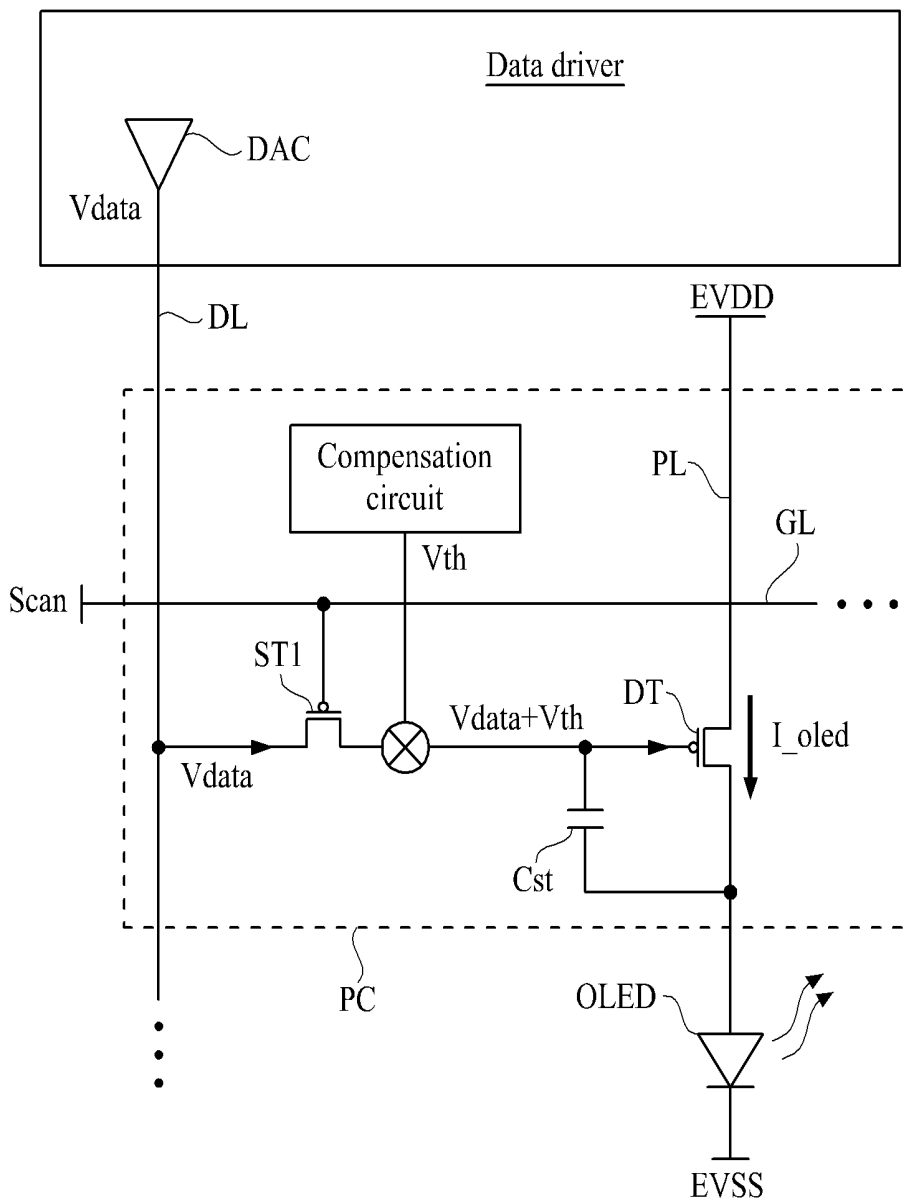 Data driver
DAC
Vdata
DL
EVDD
Compensation
circuit
PL
Vth
GL
Scan
ST1
DT
Vdata+Vth
I_oled
Vdata
Cst
PC
OLED
EVSS